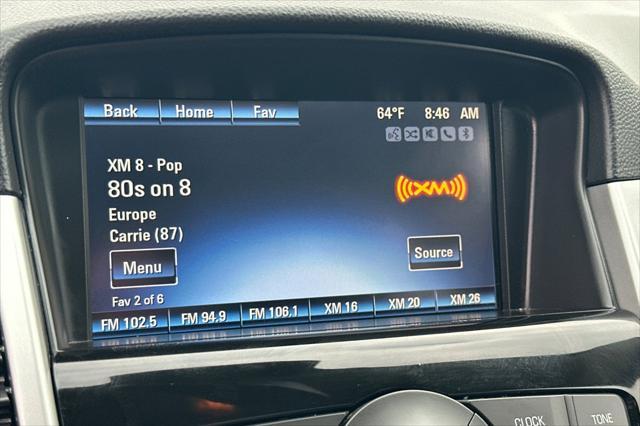 Back Home Fav 64°F 8:46 AM
XM 8 - Pop
80s on 8
XM
Europe
Carrie (87)
Menu Source
Fav 2 of 6
FM 102.5 FM 94.9 FM 106.1 XM 16 XM 20 XM 26
CLOCK TONE